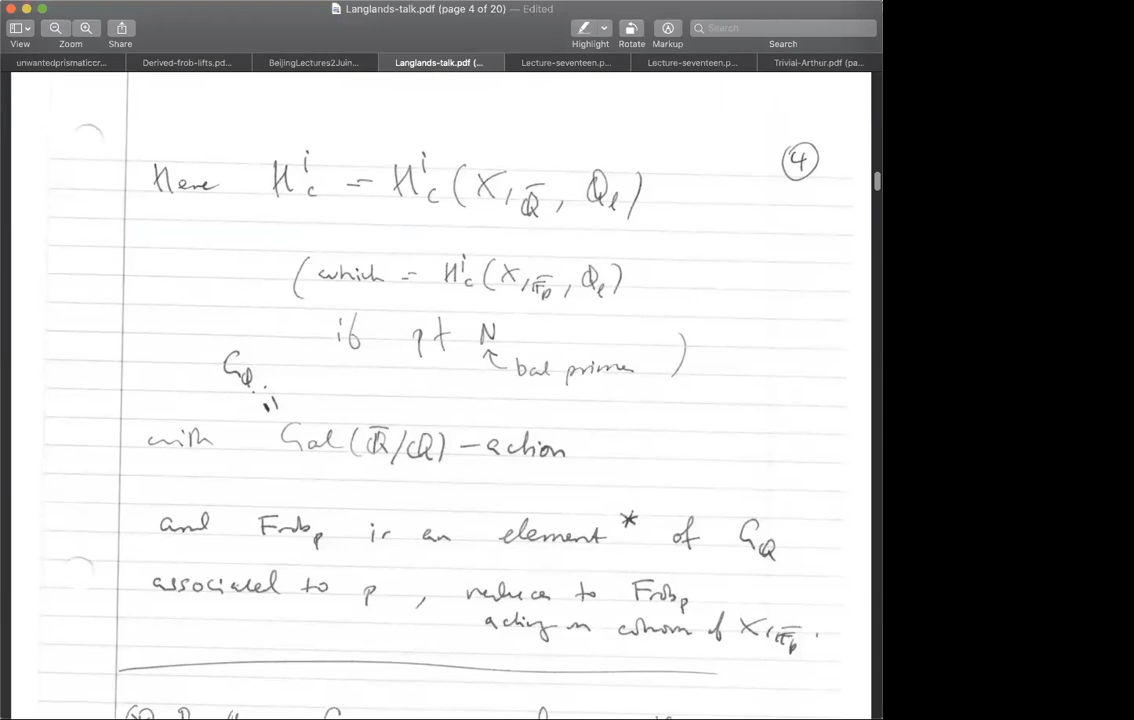 Langlands-talk.pdf (page 4 of 20) — Edited
View Zoom Share Highlight Rotate Markup Search
Search
unwantedprismaticcr... Derived-frob-lifts.pd... BeijingLectures2Juin... Langlands-talk.pdf (... Lecture-seventeen.p... Lecture-seventeen.p... Trivial-Arthur.pdf (pa...
4
Here H^i_c = H^i_c (X_{/\bar{Q}}, Q_l)
(which = H^i_c (X_{/\bar{F}_p}, Q_l)
if p ∤ N
↖ bad primes )
G_Q
with Gal(\bar{Q}/Q) - action
and Frob_p is an element * of G_Q
associated to p, reduces to Frob_p
acting on cohom of X_{/\bar{F}_p}.